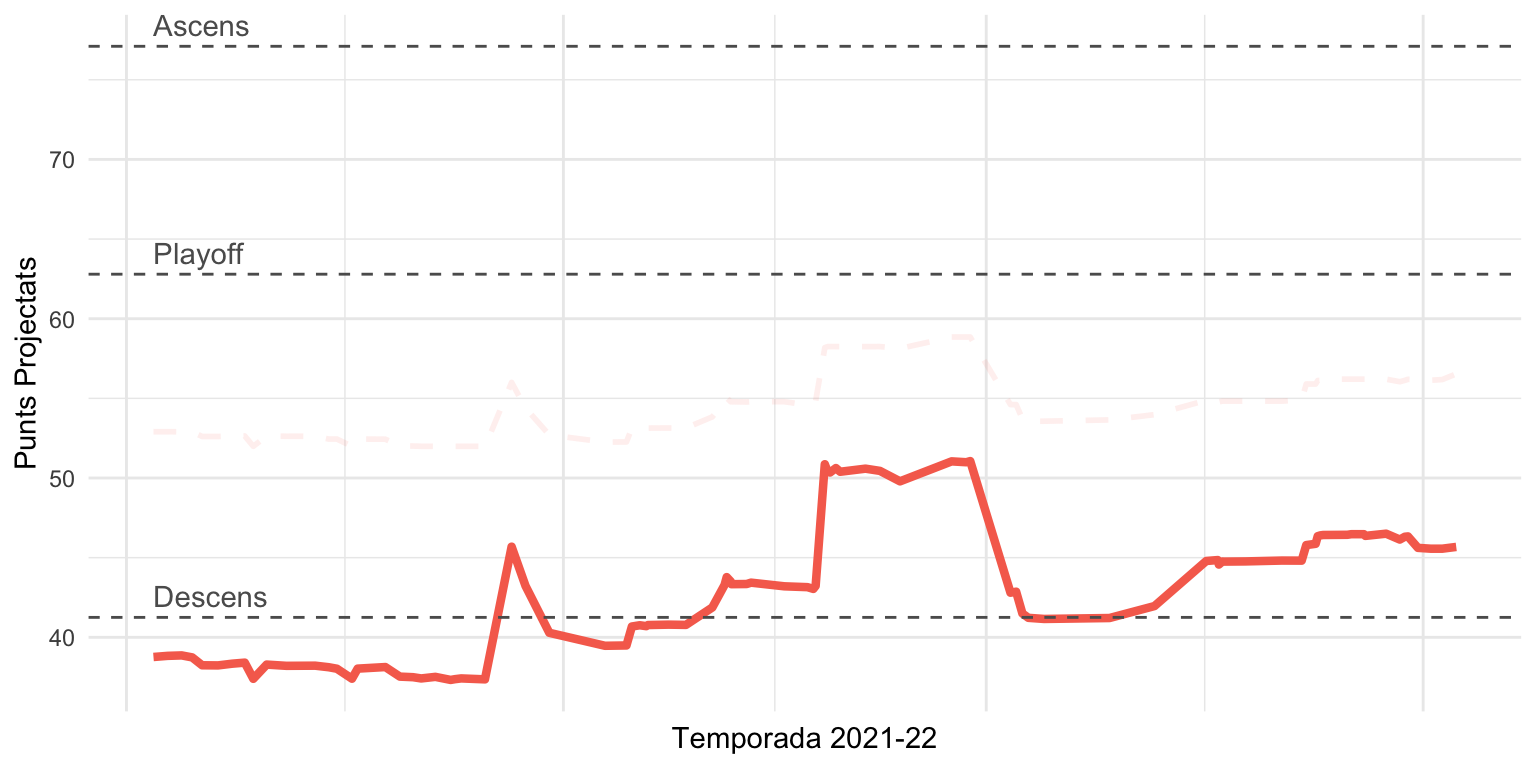 Ascens
70
Playoff
Punts Projectats
60
50
Descens
40
Temporada 2021-22